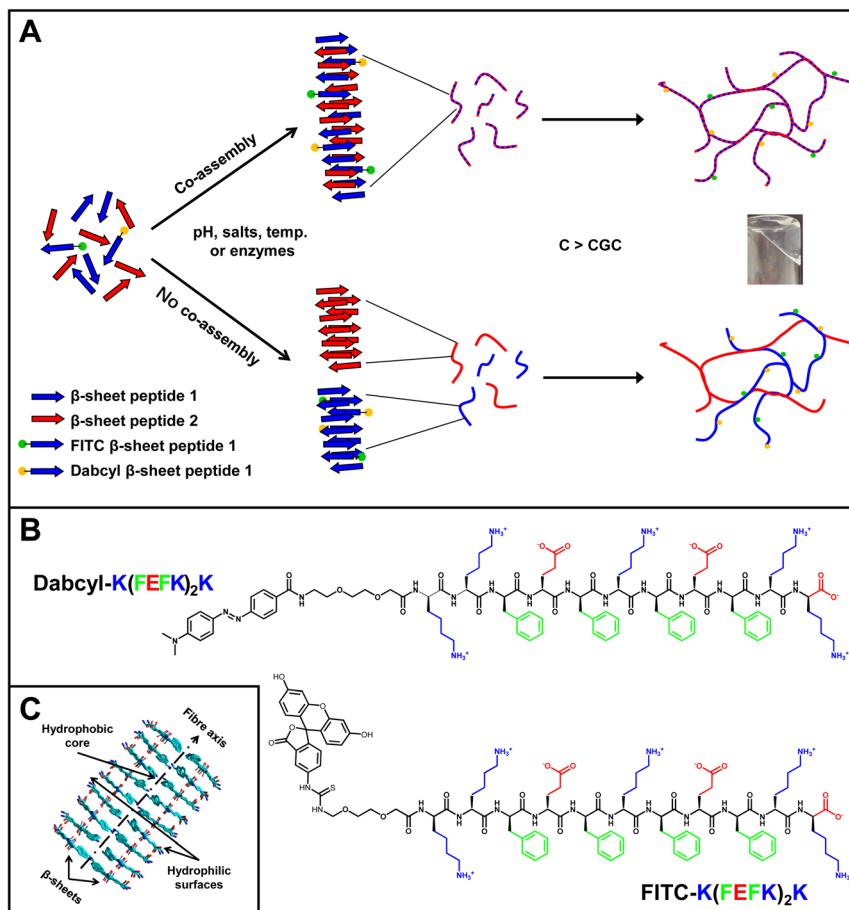 A
Co-assembly
pH, salts, temp.
or enzymes
No co-assembly
C > CGC
β-sheet peptide 1
β-sheet peptide 2
FITC β-sheet peptide 1
Dabcyl β-sheet peptide 1
B
Dabcyl-K(FEFK)₂K
O
N
H
O
O
O
H
N
O
N
H
O
H
N
O
N
H
O
H
N
O
N
H
O
H
N
O
N
H
O
H
N
O
O⁻
N
N
N
NH₃⁺
NH₃⁺
NH₃⁺
NH₃⁺
NH₃⁺
⁻O
O
⁻O
O
C
Hydrophobic
core
Fibre axis
Hydrophilic
surfaces
β-sheets
HO
O
OH
O
O
HN
S
HN
O
O
O
NH₃⁺
NH₃⁺
NH₃⁺
NH₃⁺
NH₃⁺
⁻O
O
⁻O
O
O
O⁻
FITC-K(FEFK)₂K